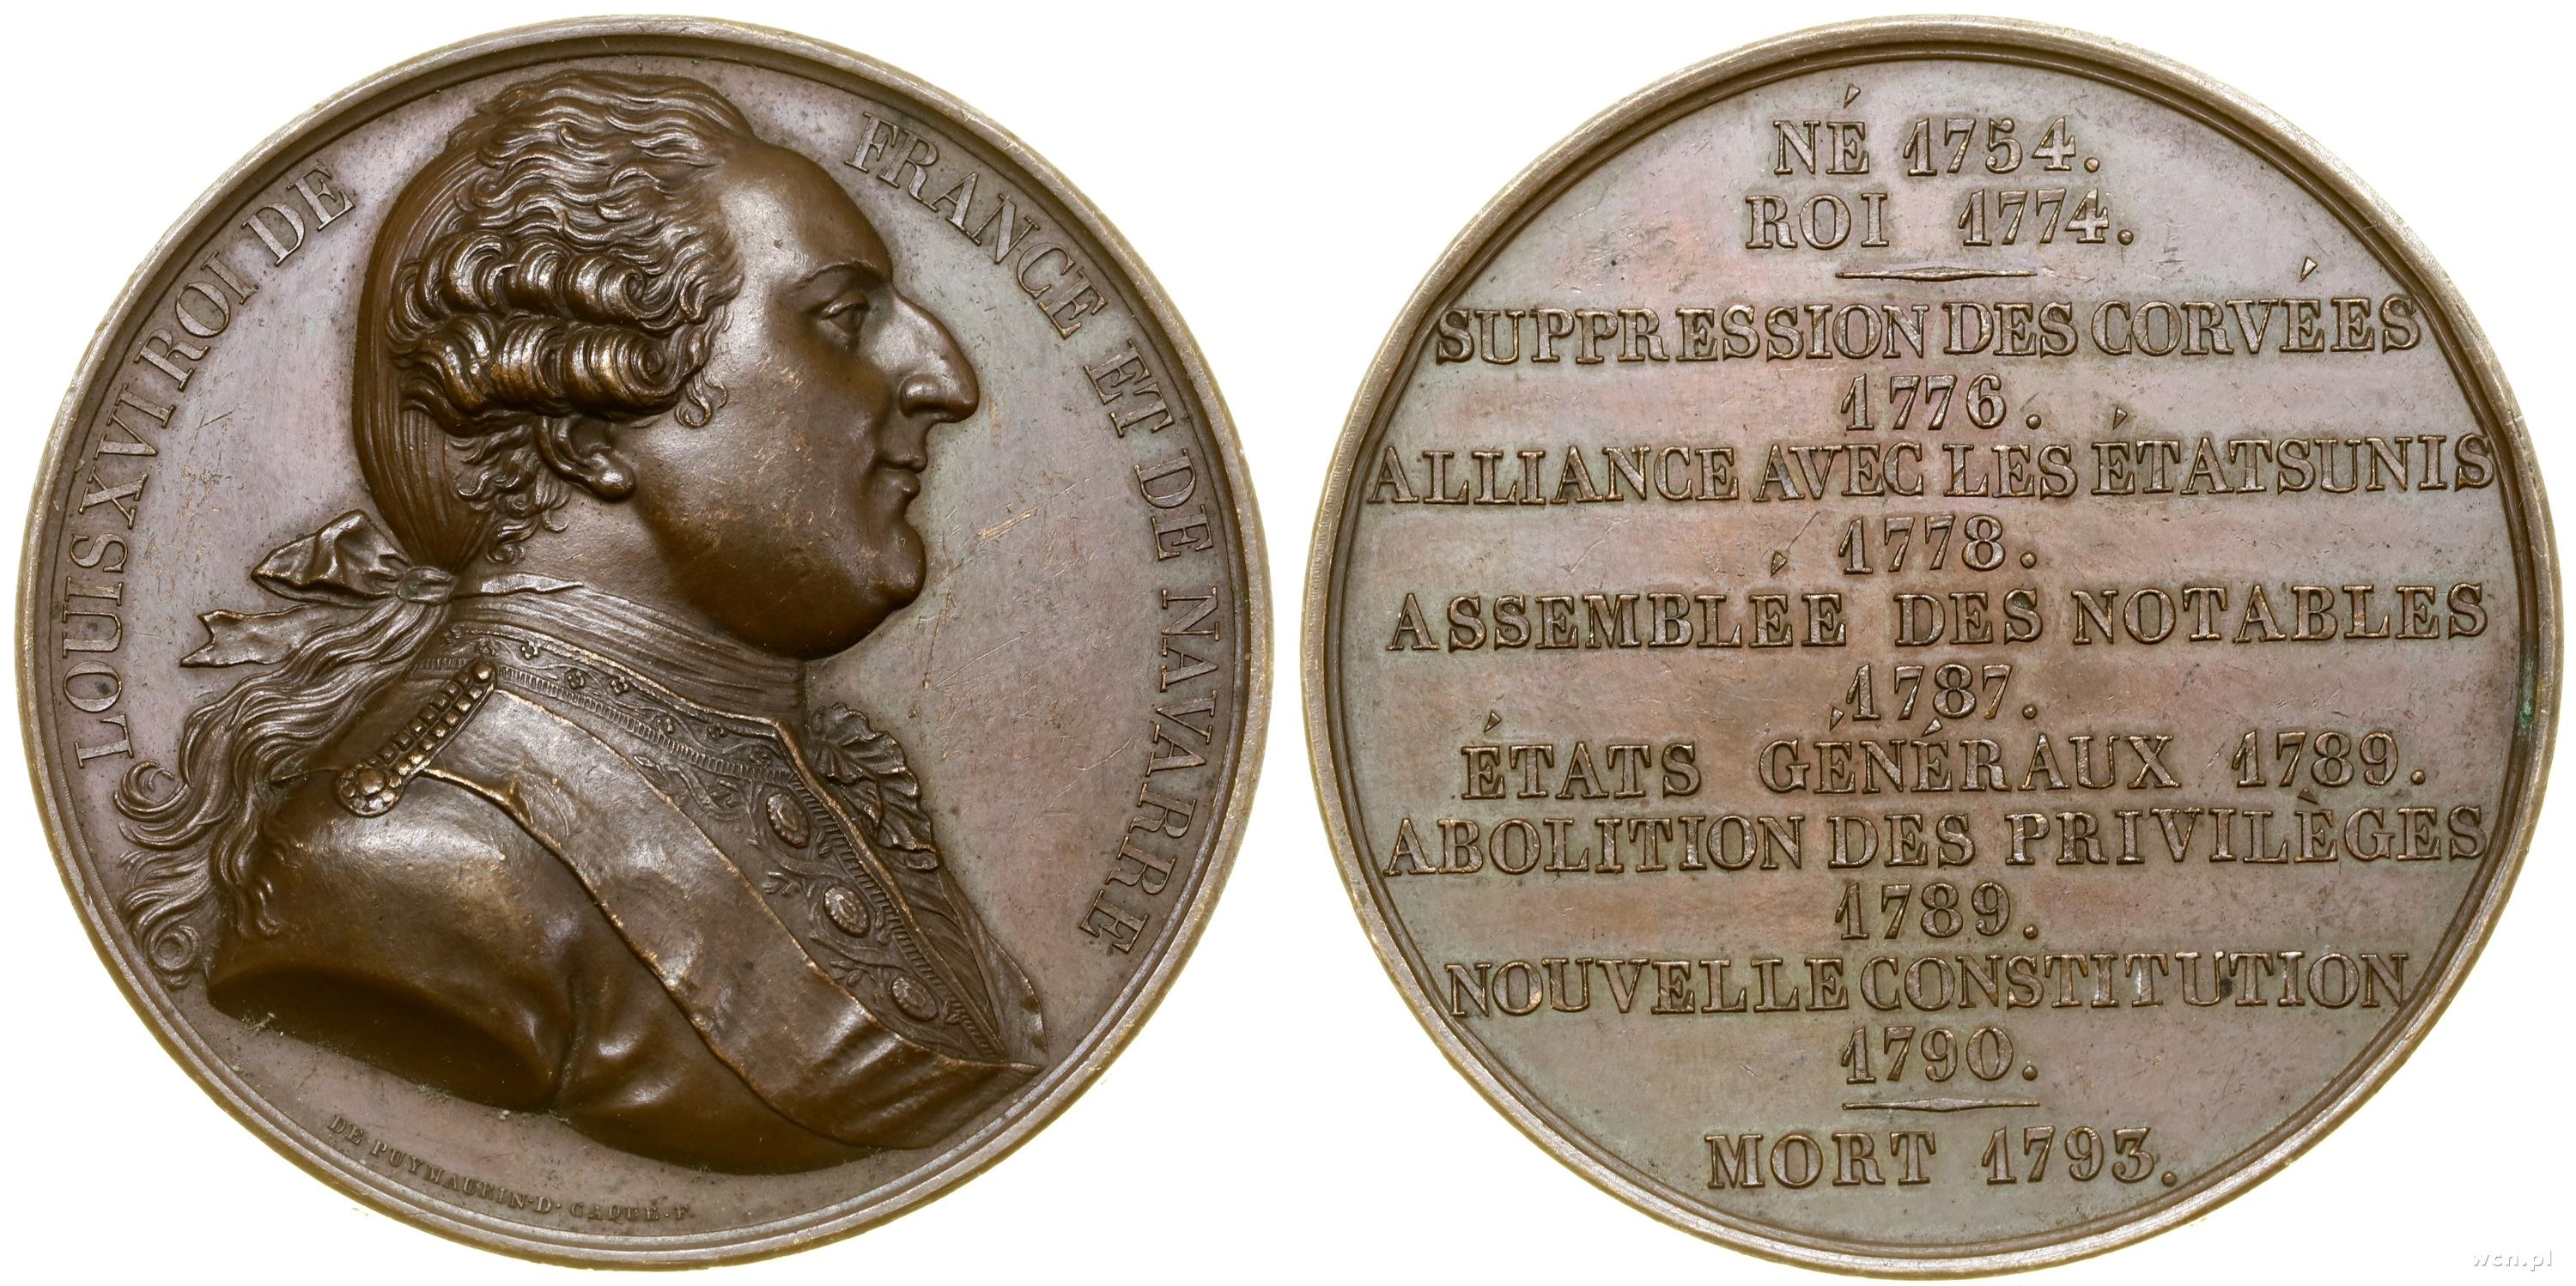 LOUIS XVI ROI DE FRANCE ET DE NAVARRE
DE PUYMAURIN·D· CAQUÉ·F·
NÉ 1754.
ROI 1774.
SUPPRESSION DES CORVÉES
1776.
ALLIANCE AVEC LES ÉTATSUNIS
1778.
ASSEMBLÉE DES NOTABLES
1787.
ÉTATS GÉNÉRAUX 1789.
ABOLITION DES PRIVILÈGES
1789.
NOUVELLE CONSTITUTION
1790.
MORT 1793.
wcn.pl